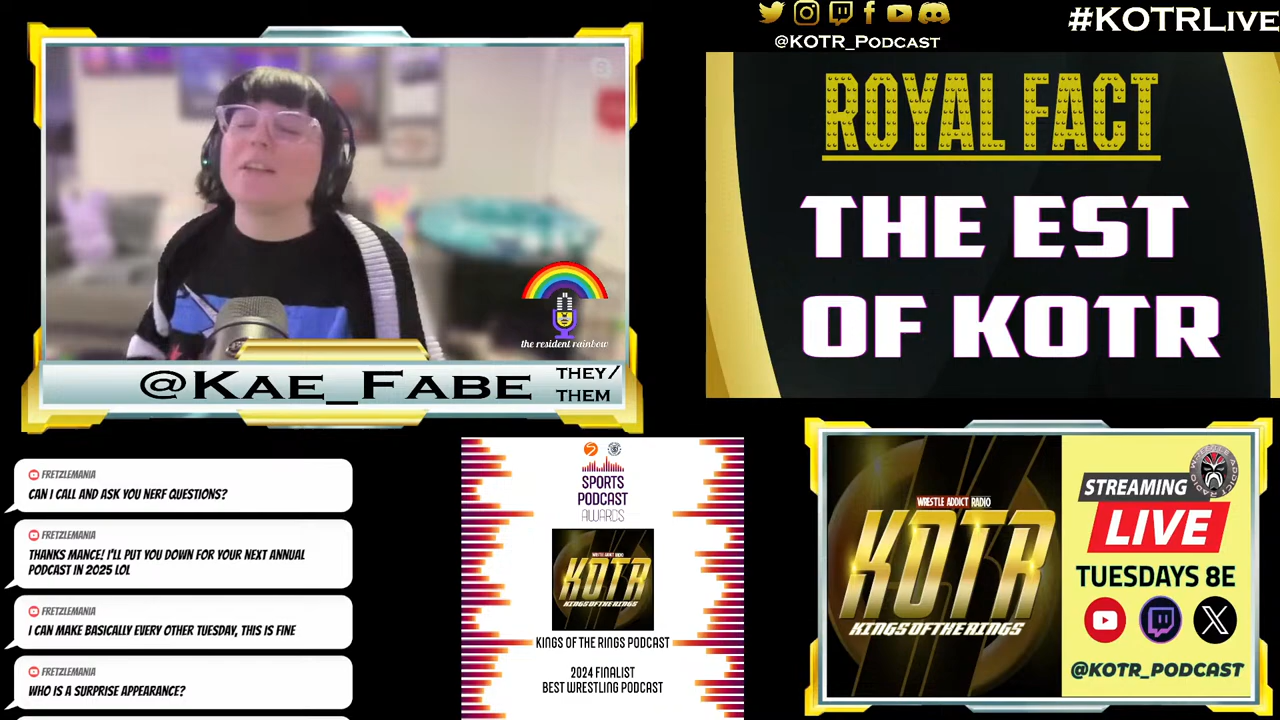 @KOTR_Podcast
#KOTRLive
ROYAL FACT
THE EST
OF KOTR
the resident rainbow
@Kae_Fabe
THEY/
THEM
FRETZLEMANIA
CAN I CALL AND ASK YOU NERF QUESTIONS?
FRETZLEMANIA
THANKS MANCE! I'LL PUT YOU DOWN FOR YOUR NEXT ANNUAL
PODCAST IN 2025 LOL
FRETZLEMANIA
I CAN MAKE BASICALLY EVERY OTHER TUESDAY, THIS IS FINE
FRETZLEMANIA
WHO IS A SURPRISE APPEARANCE?
SPORTS
PODCAST
AWARDS
WRESTLE ADDICT RADIO
KOTR
KINGS OF THE RINGS
KINGS OF THE RINGS PODCAST
2024 FINALIST
BEST WRESTLING PODCAST
WRESTLE ADDICT RADIO
KOTR
KINGS OF THE RINGS
WRESTLE ADDICT RADIO
STREAMING
LIVE
TUESDAYS 8E
@KOTR_PODCAST